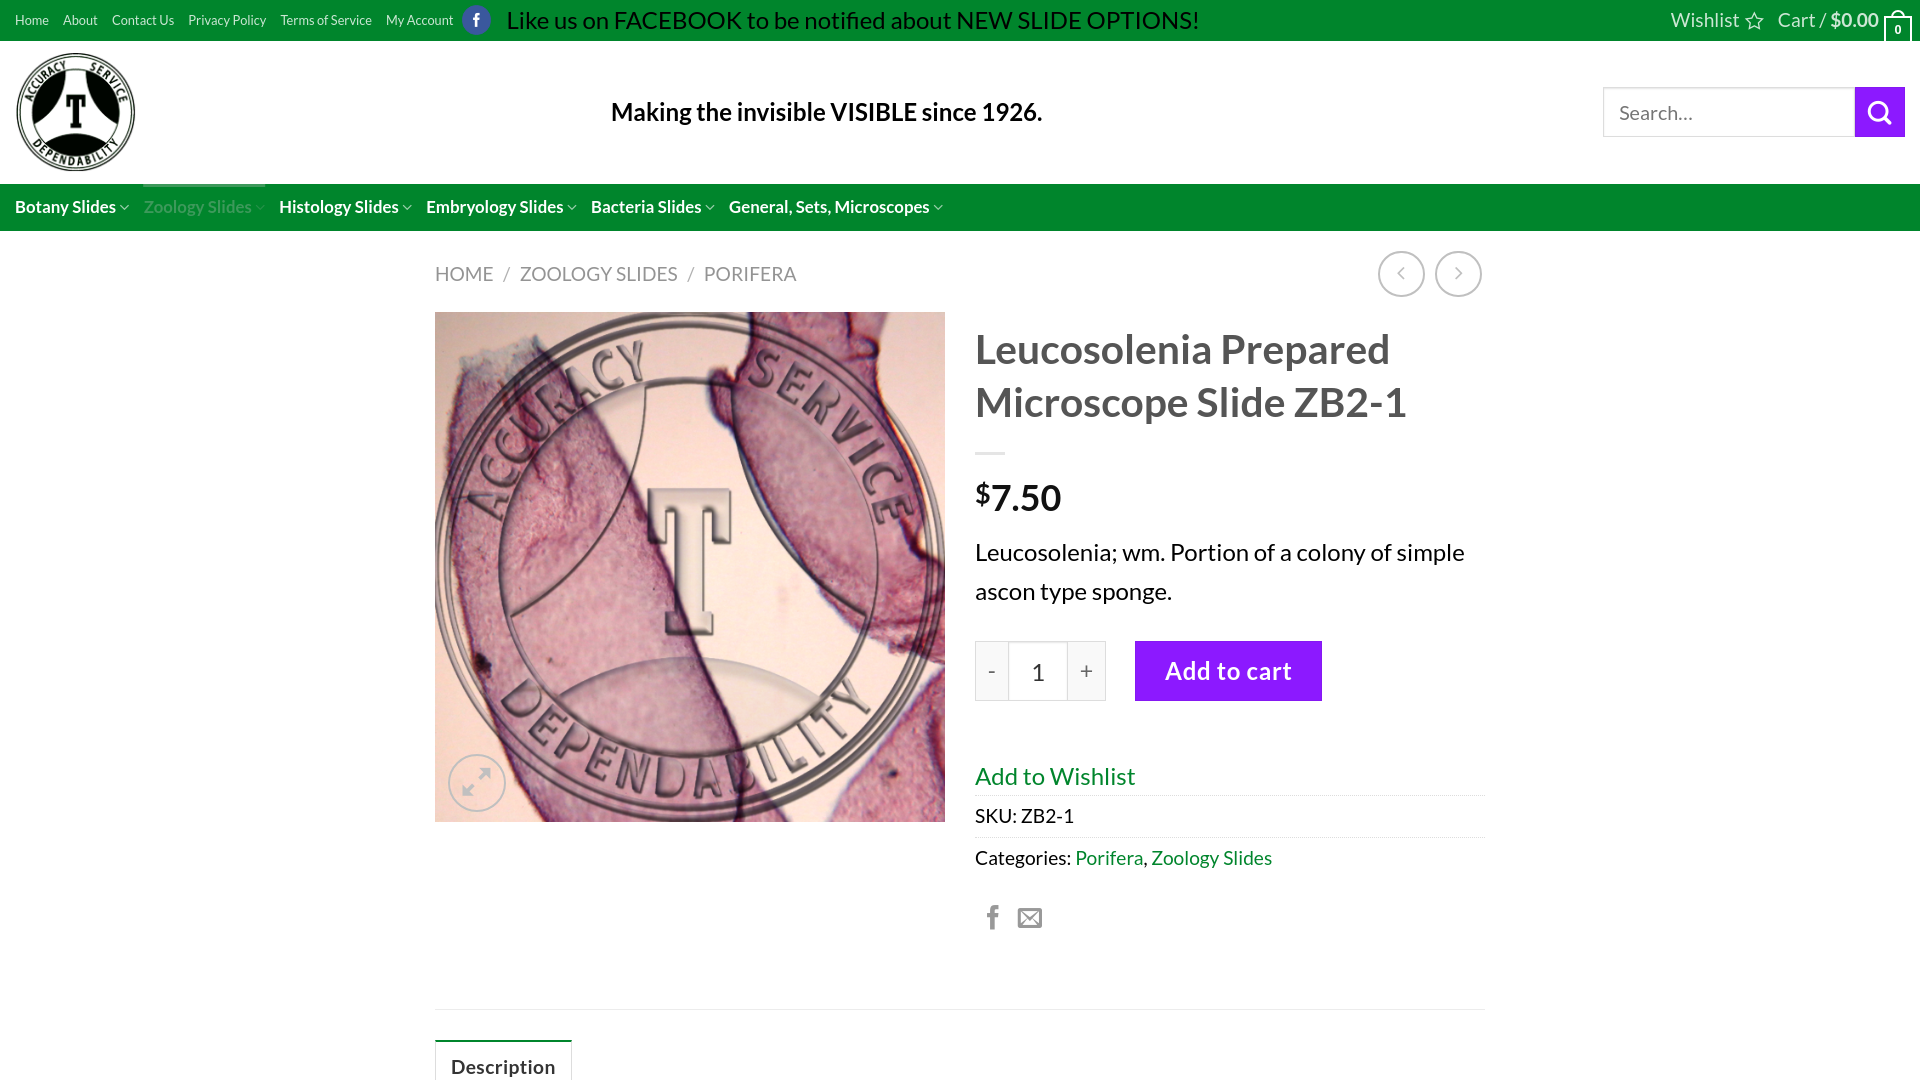 Home About Contact Us Privacy Policy Terms of Service My Account f Like us on FACEBOOK to be notified about NEW SLIDE OPTIONS! Wishlist Cart / $0.00 0
ACCURACY SERVICE
T
DEPENDABILITY
Making the invisible VISIBLE since 1926.
Search...
Botany Slides Zoology Slides Histology Slides Embryology Slides Bacteria Slides General, Sets, Microscopes
HOME / ZOOLOGY SLIDES / PORIFERA
ACCURACY SERVICE
T
DEPENDABILITY
Leucosolenia Prepared
Microscope Slide ZB2-1
$7.50
Leucosolenia; wm. Portion of a colony of simple
ascon type sponge.
- 1 + Add to cart
Add to Wishlist
SKU: ZB2-1
Categories: Porifera, Zoology Slides
Description